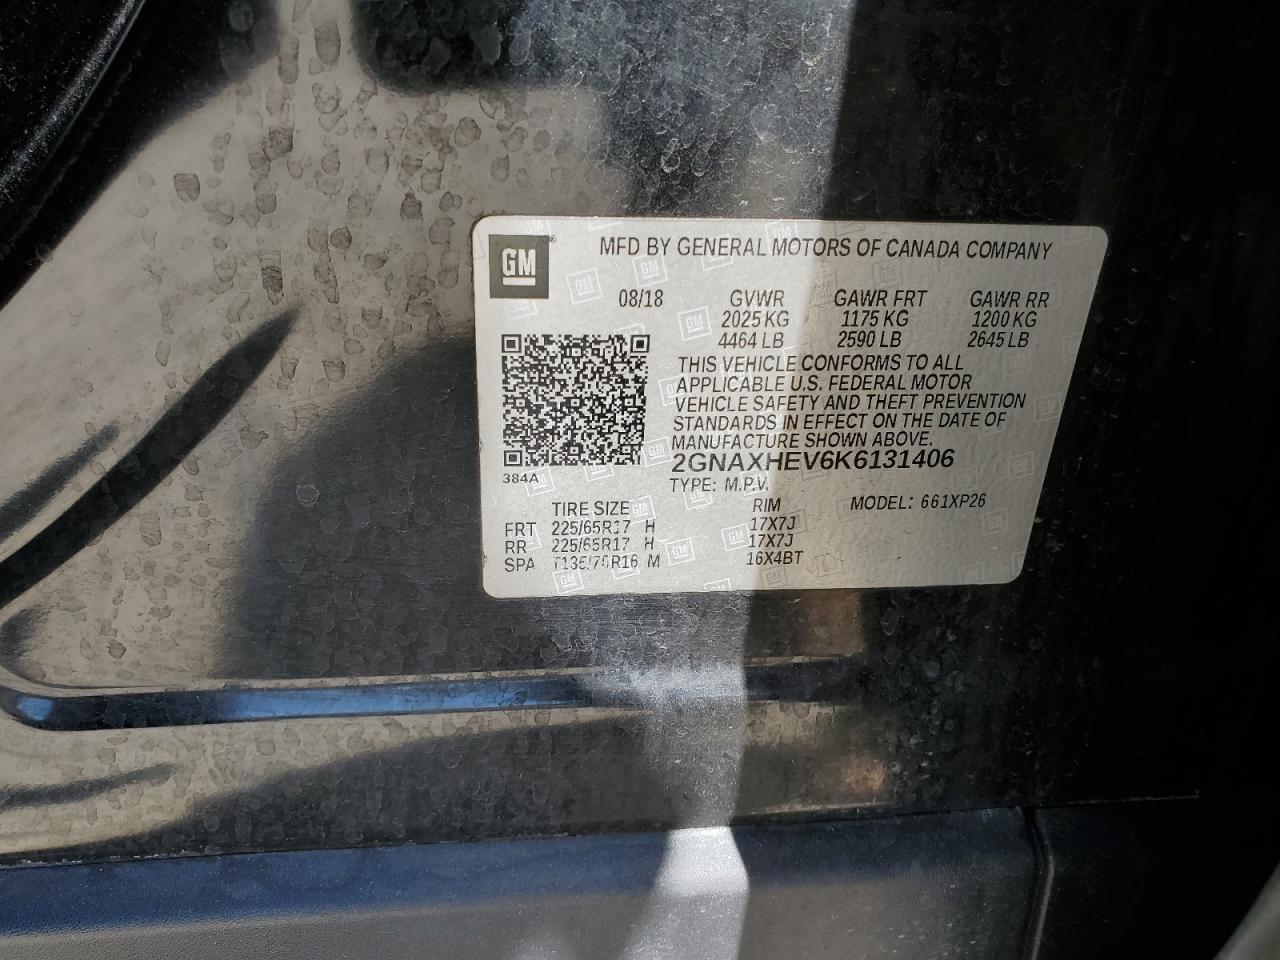 GM MFD BY GENERAL MOTORS OF CANADA COMPANY
08/18 GVWR GAWR FRT GAWR RR
2025 KG 1175 KG 1200 KG
4464 LB 2590 LB 2645 LB
THIS VEHICLE CONFORMS TO ALL
APPLICABLE U.S. FEDERAL MOTOR
VEHICLE SAFETY AND THEFT PREVENTION
STANDARDS IN EFFECT ON THE DATE OF
MANUFACTURE SHOWN ABOVE.
2GNAXHEV6K6131406
384A
TYPE: M.P.V.
TIRE SIZE RIM MODEL: 661XP26
FRT 225/65R17 H 17X7J
RR 225/65R17 H 17X7J
SPA T135/70R16 M 16X4BT